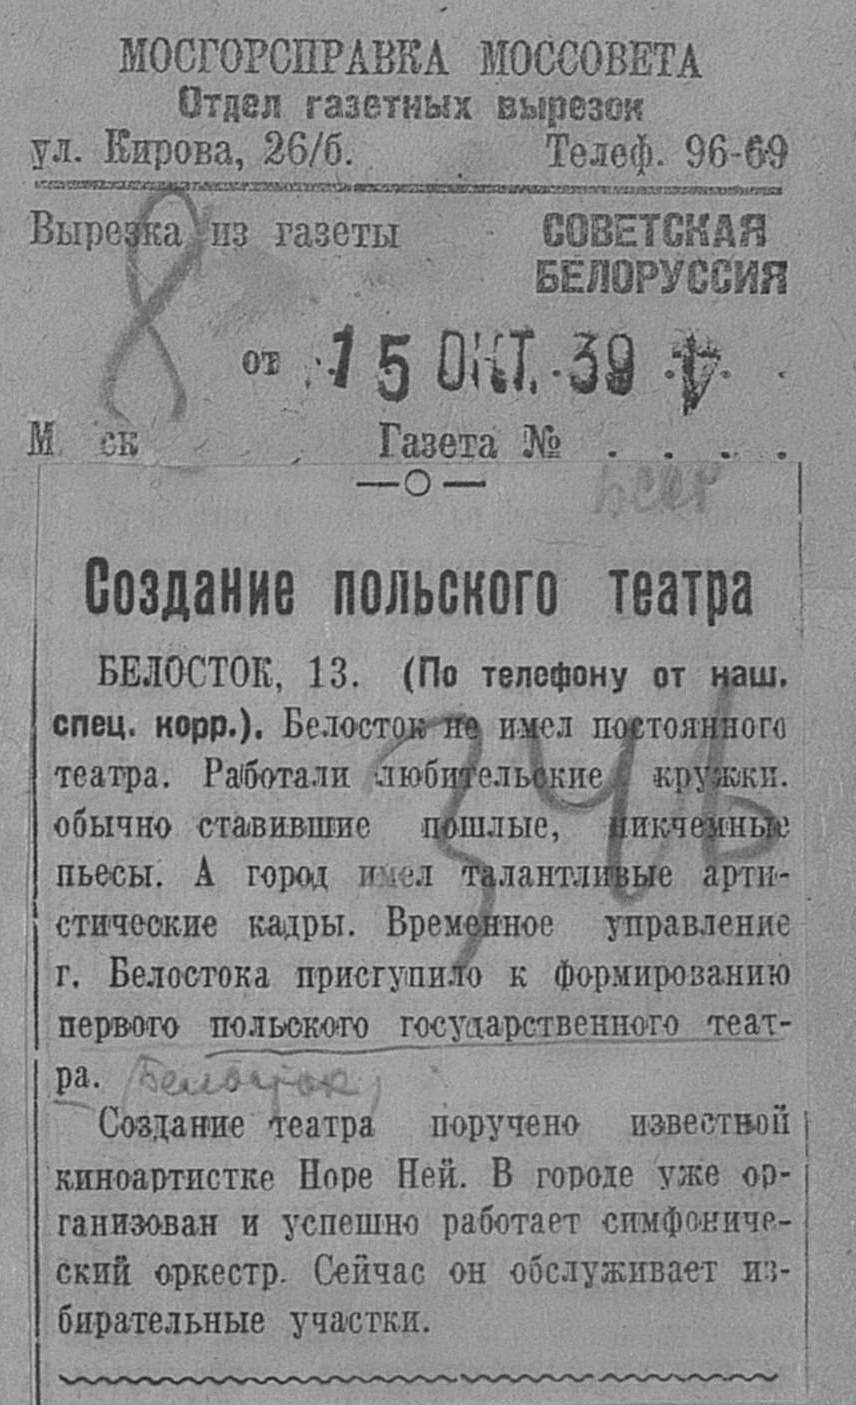 МОСГОРСПРАВКА МОССОВЕТА
Отдел газетных вырезок
ул. Кирова, 26/б. Телеф. 96-69
Вырезка из газеты СОВЕТСКАЯ
БЕЛОРУССИЯ
8
от 15 ОКТ. 39
М ск Газета № . . . .
—о—
Создание польского театра
БЕЛОСТОК, 13. (По телефону от наш.
спец. корр.). Белосток не имел постоянного
театра. Работали любительские кружки.
обычно ставившие пошлые, никчемные
пьесы. А город имел талантливые арти-
стические кадры. Временное управление
г. Белостока приступило к формированию
первого польского государственного теат-
ра. (Белосток)
Создание театра поручено известной
киноартистке Норе Ней. В городе уже ор-
ганизован и успешно работает симфониче-
ский оркестр. Сейчас он обслуживает из-
бирательные участки.